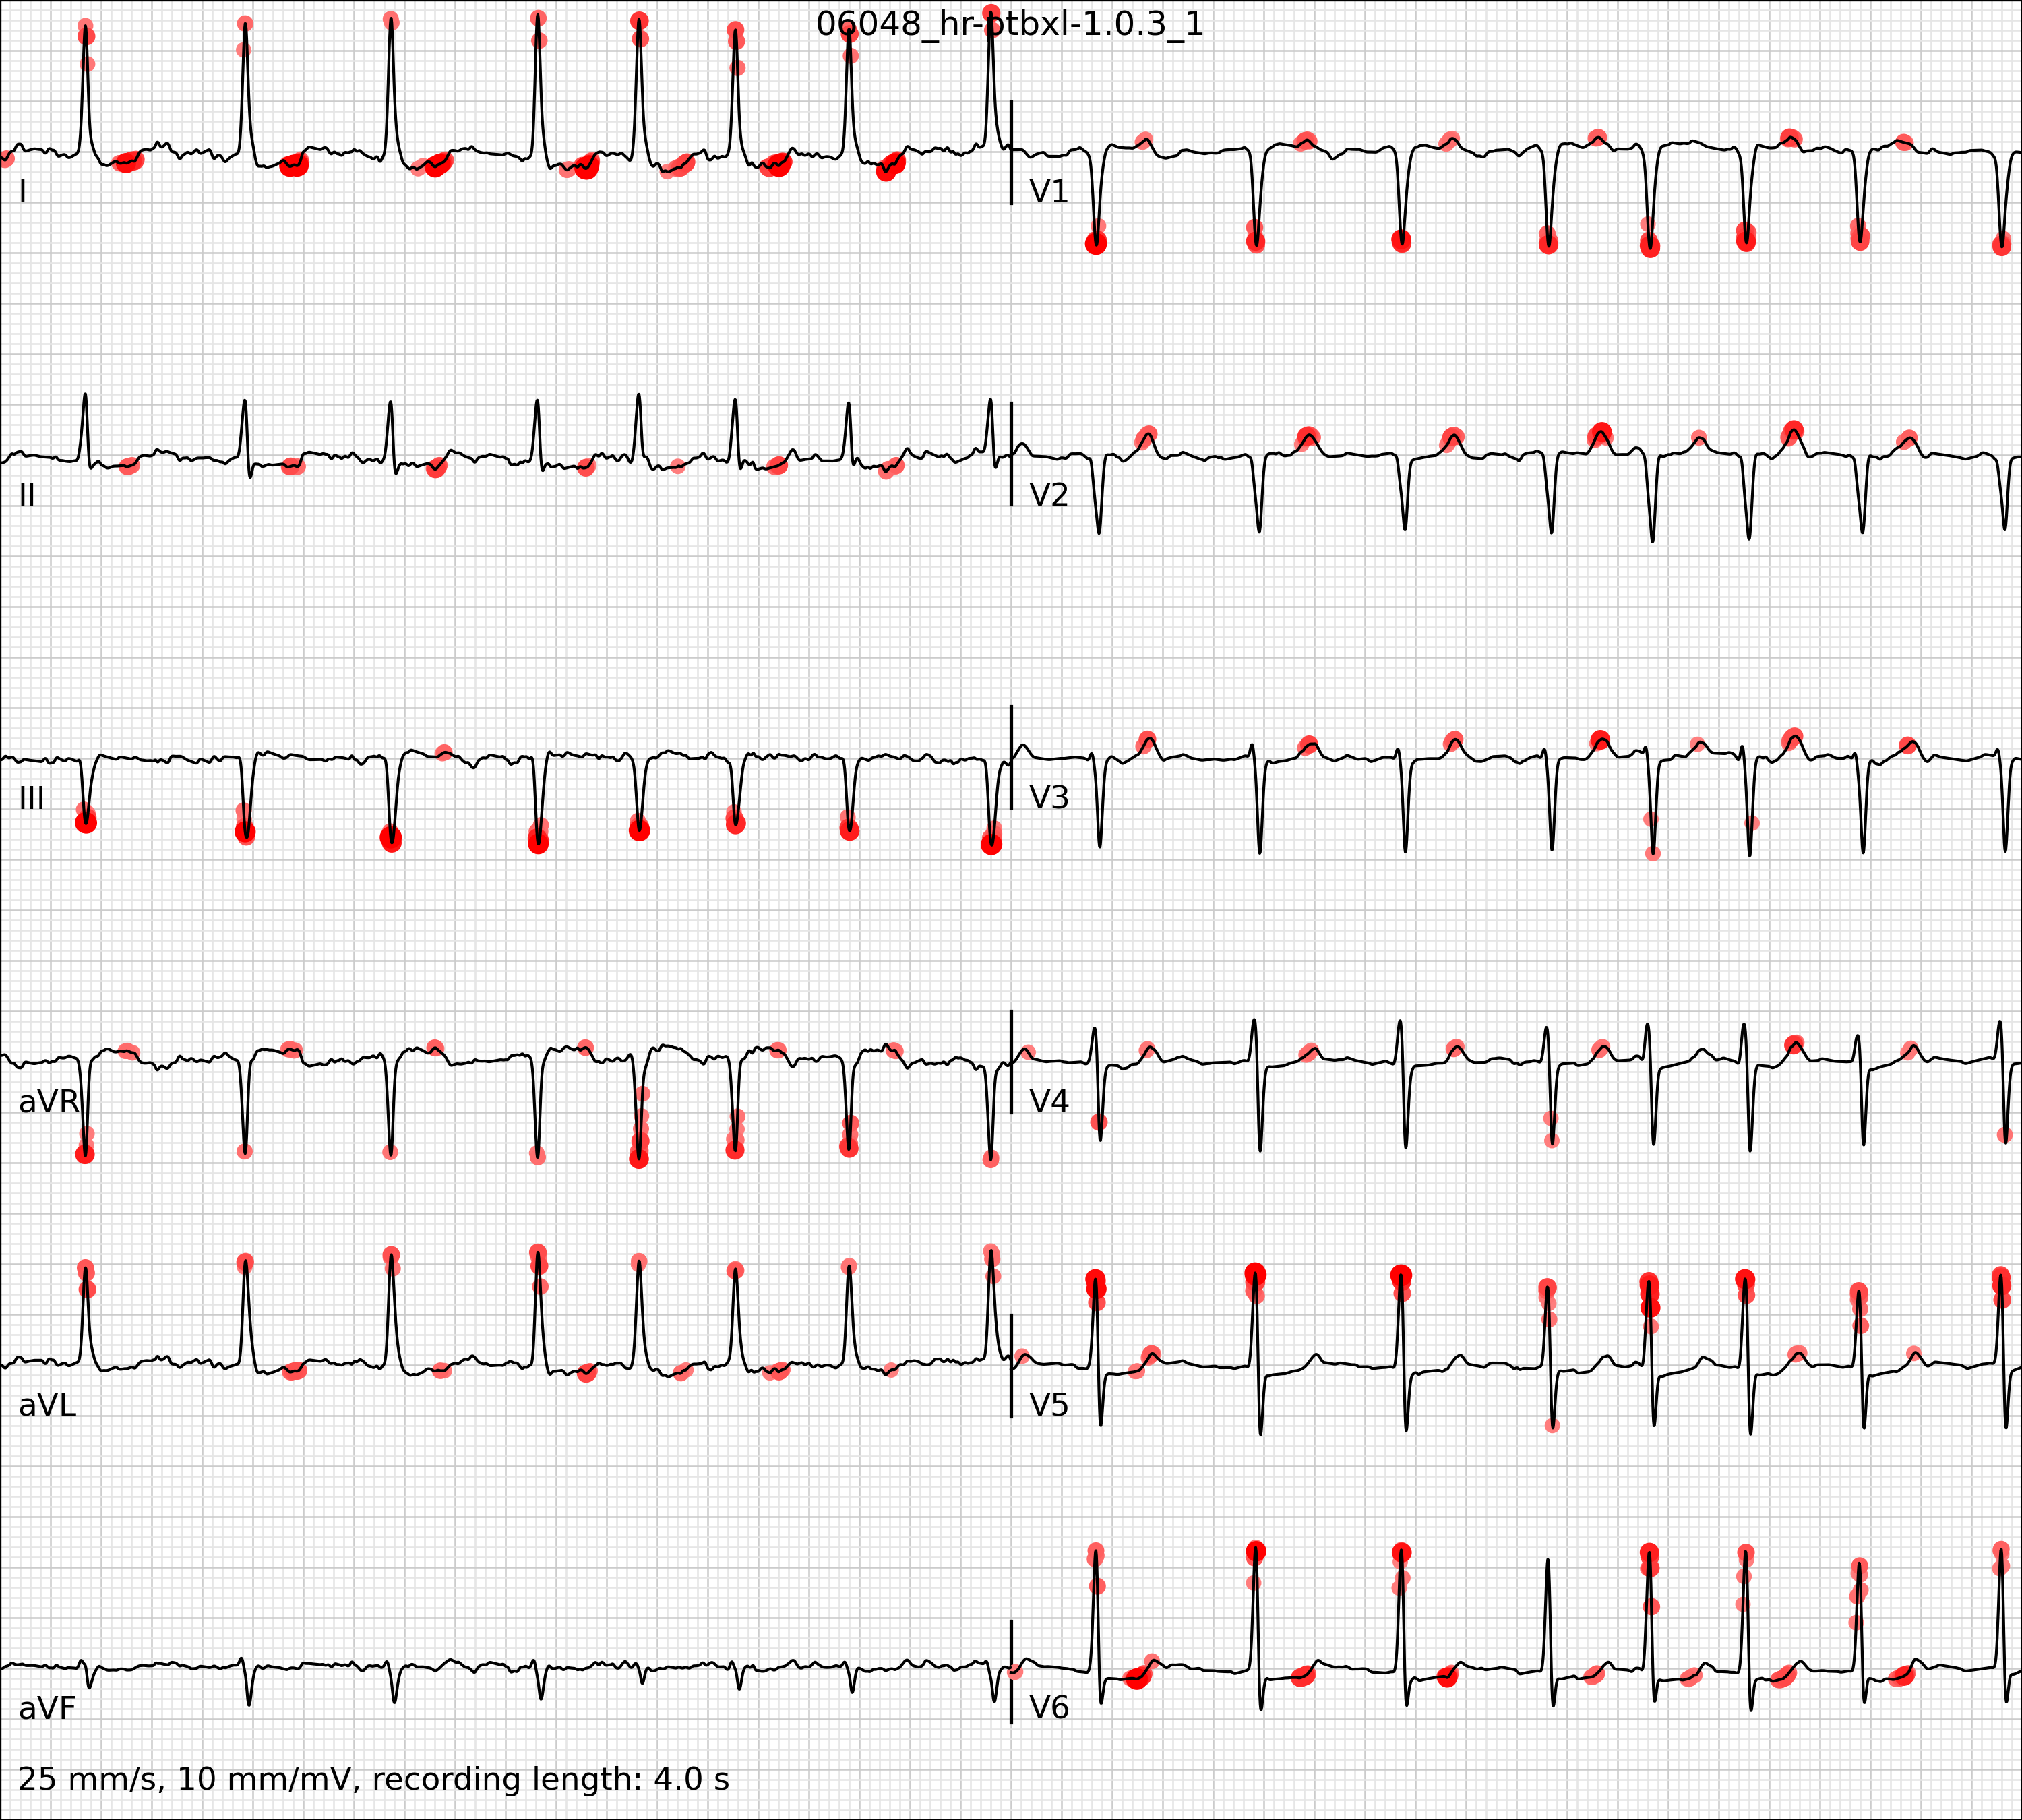 06048_hr-ptbxl-1.0.3_1
I
V1
II
V2
III
V3
aVR
V4
aVL
V5
aVF
V6
25 mm/s, 10 mm/mV, recording length: 4.0 s